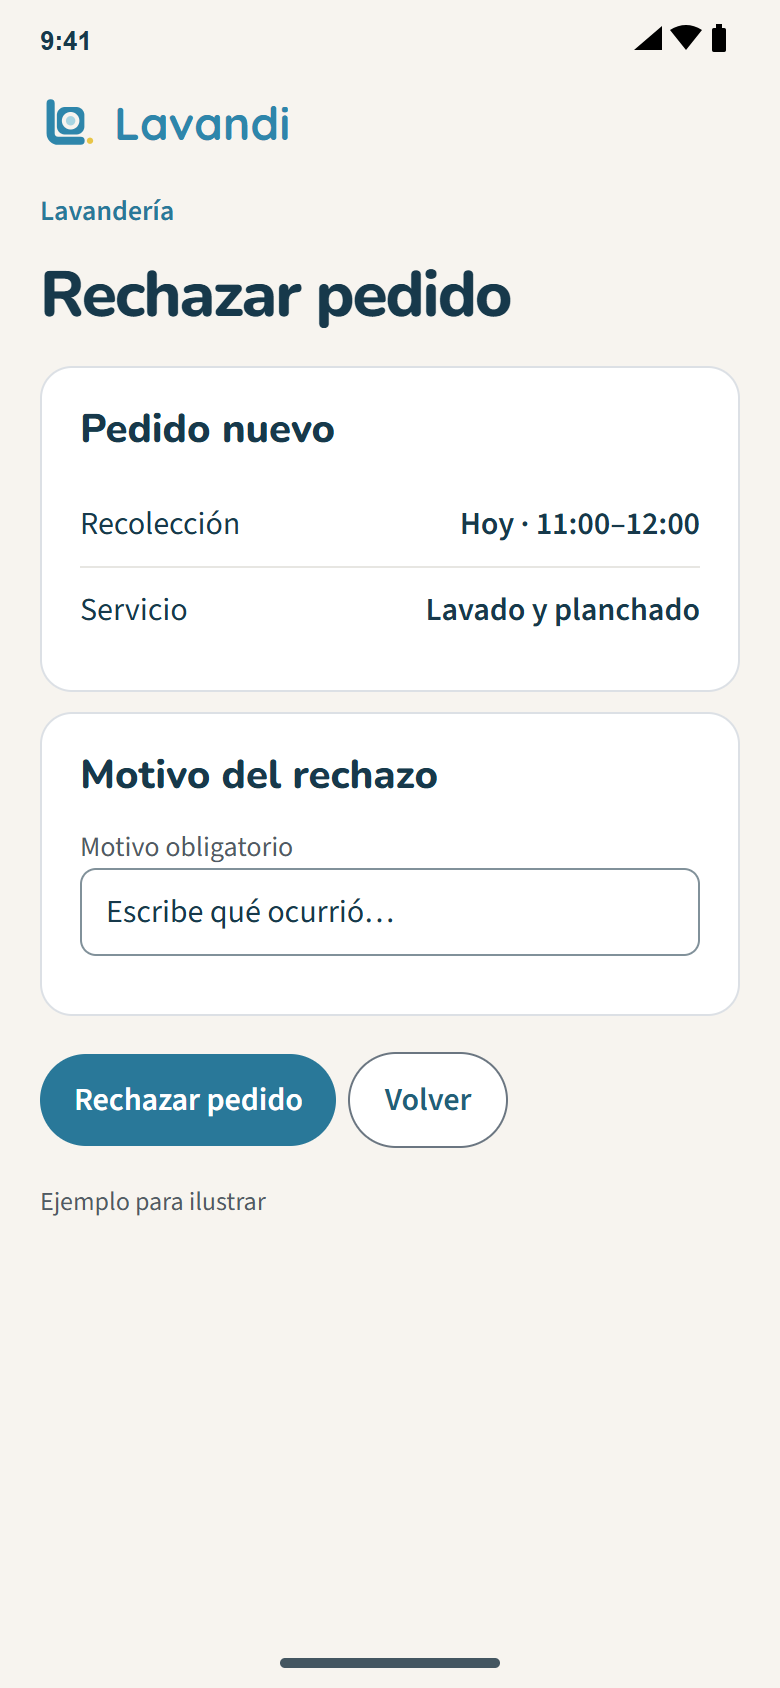 9:41
Lavandi
Lavandería
Rechazar pedido
Pedido nuevo
Recolección Hoy · 11:00–12:00
Servicio Lavado y planchado
Motivo del rechazo
Motivo obligatorio
Escribe qué ocurrió…
Rechazar pedido Volver
Ejemplo para ilustrar